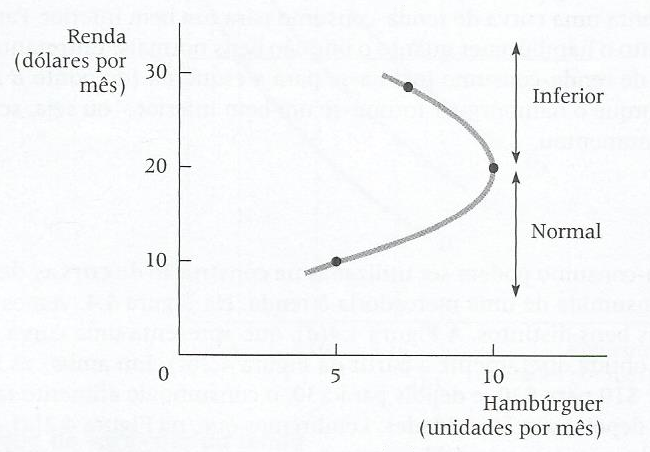 Renda
(dólares por
mês)
30
20
10
0
5
10
Inferior
Normal
Hambúrguer
(unidades por mês)